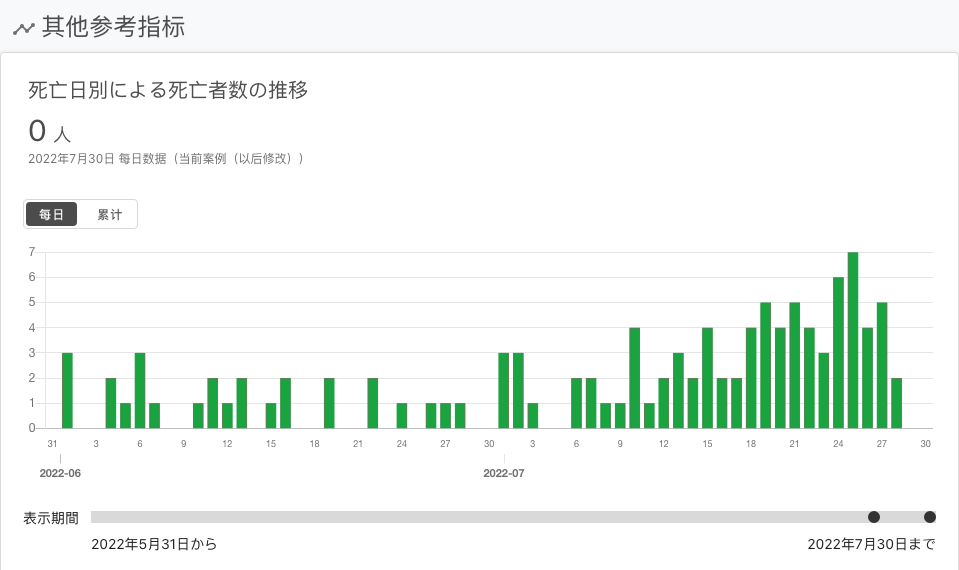 其他参考指标
死亡日別による死亡者数の推移
0 人
2022年7月30日 每日数据（当前案例（以后修改））
每日 累计
7
6
5
4
3
2
1
0
31 3 6 9 12 15 18 21 24 27 30 3 6 9 12 15 18 21 24 27 30
2022-06 2022-07
表示期間
2022年5月31日から 2022年7月30日まで